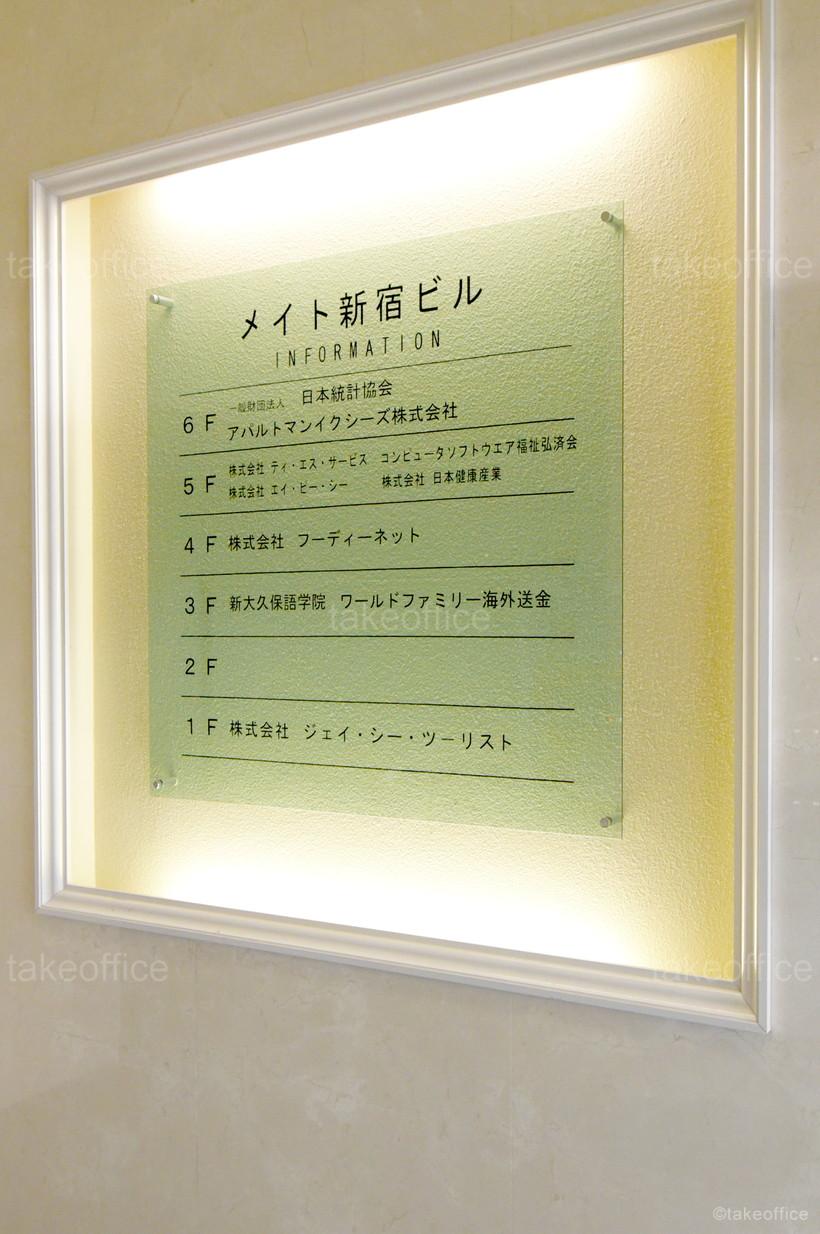 メイト新宿ビル
INFORMATION
6 F 一般財団法人 日本統計協会
アパルトマンイクシーズ株式会社
5 F 株式会社 ティ・エス・サービス コンピュータソフトウエア福祉弘済会
株式会社 エイ・ビー・シー 株式会社 日本健康産業
4 F 株式会社 フーディーネット
3 F 新大久保語学院 ワールドファミリー海外送金
2 F
1 F 株式会社 ジェイ・シー・ツーリスト
takeoffice takeoffice
takeoffice
takeoffice takeoffice
©takeoffice